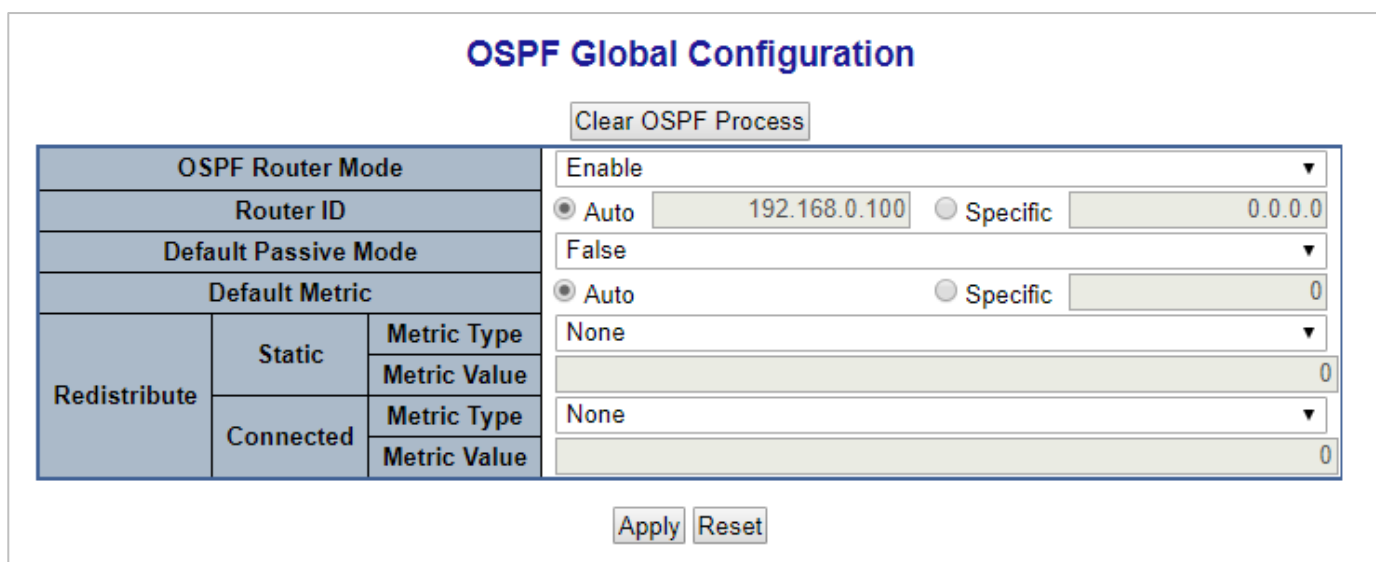 OSPF Global Configuration
Clear OSPF Process
OSPF Router Mode Enable
Router ID Auto 192.168.0.100 Specific 0.0.0.0
Default Passive Mode False
Default Metric Auto Specific 0
Redistribute
Static
Metric Type None
Metric Value 0
Connected
Metric Type None
Metric Value 0
Apply Reset